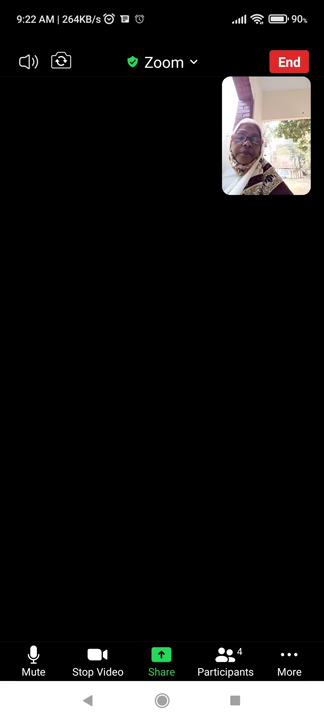 9:22 AM | 264KB/s
90%
Zoom
End
4
Mute
Stop Video
Share
Participants
More